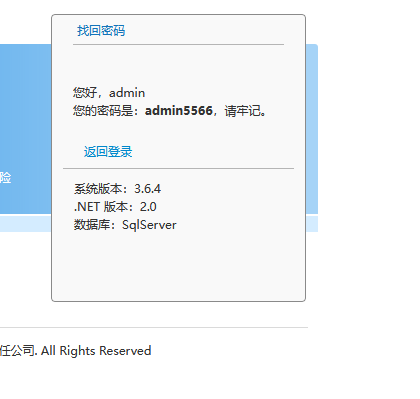 找回密码
您好，admin
您的密码是：admin5566，请牢记。
返回登录
险
系统版本：3.6.4
.NET 版本：2.0
数据库：SqlServer
任公司. All Rights Reserved